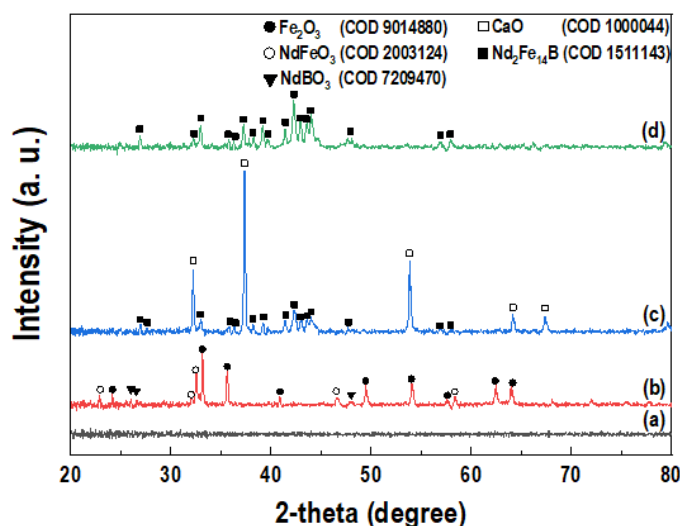 Fe₂O₃ (COD 9014880) CaO (COD 1000044)
NdFeO₃ (COD 2003124) Nd₂Fe₁₄B (COD 1511143)
NdBO₃ (COD 7209470)
(d)
(c)
(b)
(a)
Intensity (a. u.)
20 30 40 50 60 70 80
2-theta (degree)